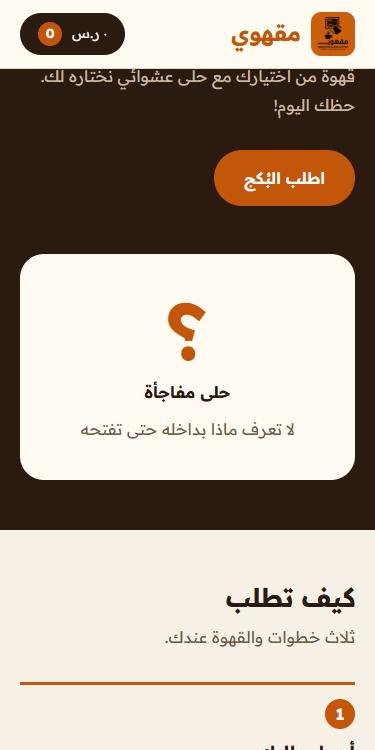 مقهوي
٠ ر.س 0
قهوة من اختيارك مع حلى عشوائي نختاره لك.
حظك اليوم!
اطلب البُكج
؟
حلى مفاجأة
لا تعرف ماذا بداخله حتى تفتحه
كيف تطلب
ثلاث خطوات والقهوة عندك.
1